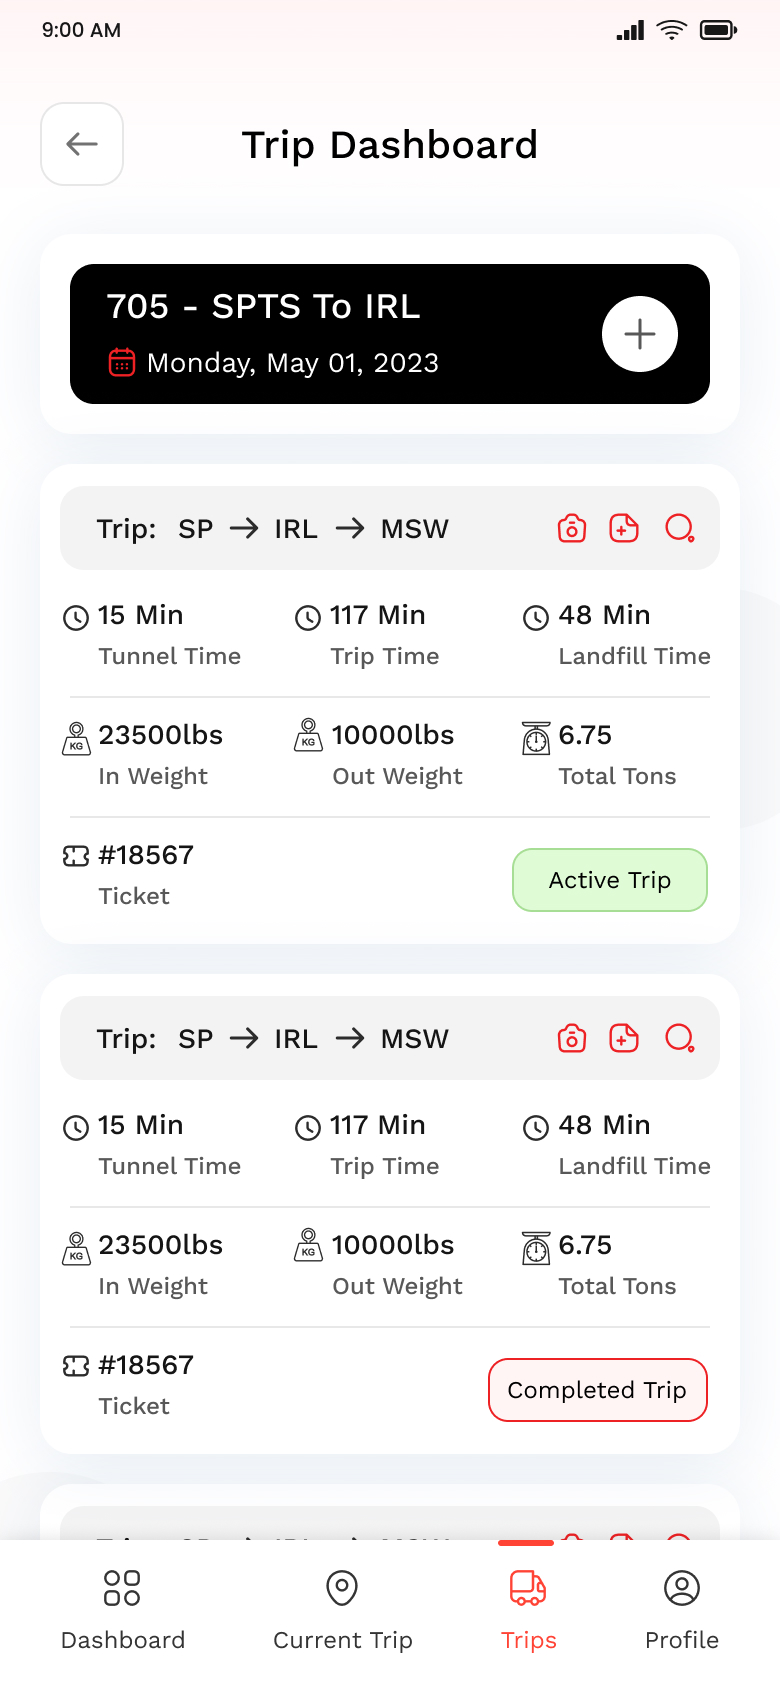 9:00 AM
Trip Dashboard
705 - SPTS To IRL
Monday, May 01, 2023
Trip: SP → IRL → MSW
15 Min 117 Min 48 Min
Tunnel Time Trip Time Landfill Time
KG 23500lbs KG 10000lbs 6.75
In Weight Out Weight Total Tons
#18567
Ticket
Active Trip
Trip: SP → IRL → MSW
15 Min 117 Min 48 Min
Tunnel Time Trip Time Landfill Time
KG 23500lbs KG 10000lbs 6.75
In Weight Out Weight Total Tons
#18567
Ticket
Completed Trip
Dashboard Current Trip Trips Profile